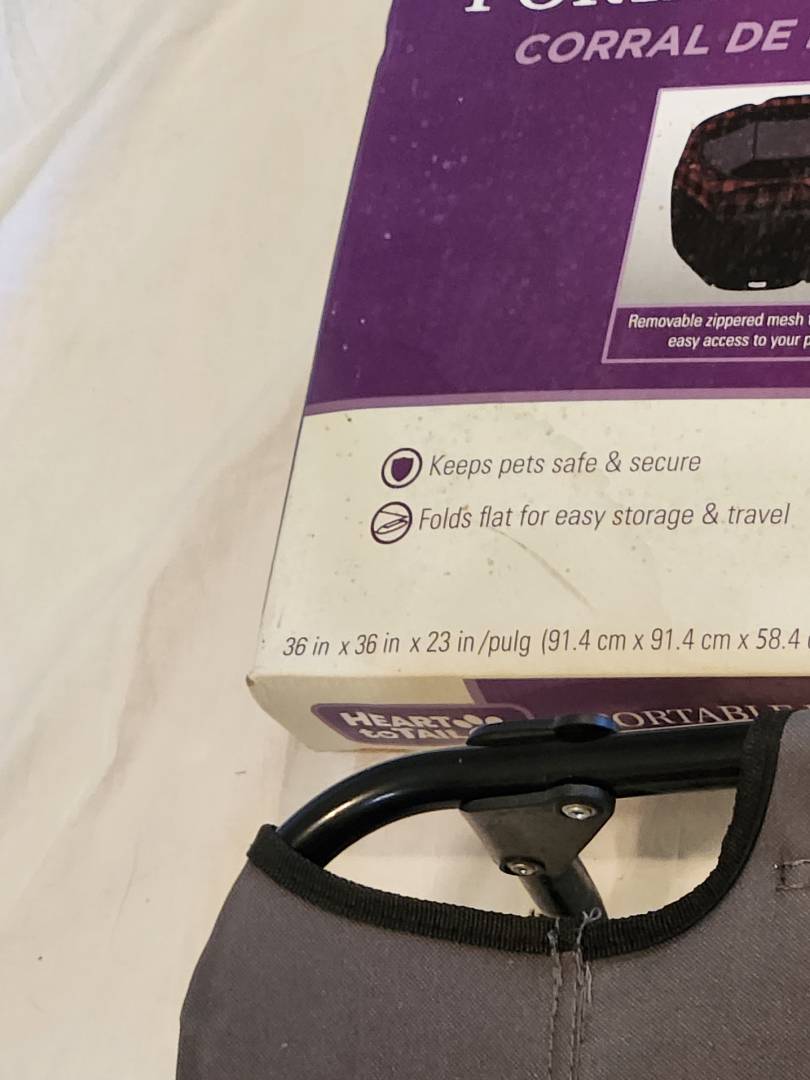 CORRAL DE
Removable zippered mesh
easy access to your
Keeps pets safe & secure
Folds flat for easy storage & travel
36 in x 36 in x 23 in/pulg (91.4 cm x 91.4 cm x 58.4
HEART
to TAIL